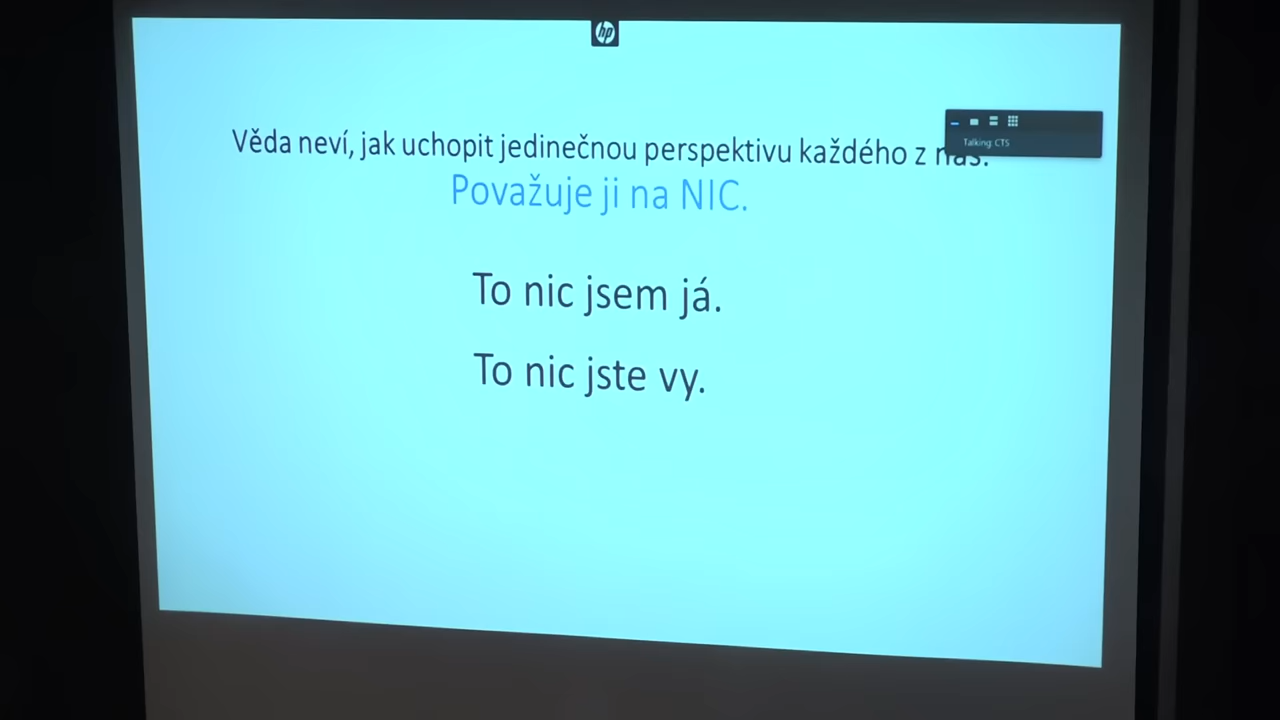 hp
Věda neví, jak uchopit jedinečnou perspektivu každého z nás.
Talking: CTS
Považuje ji na NIC.
To nic jsem já.
To nic jste vy.